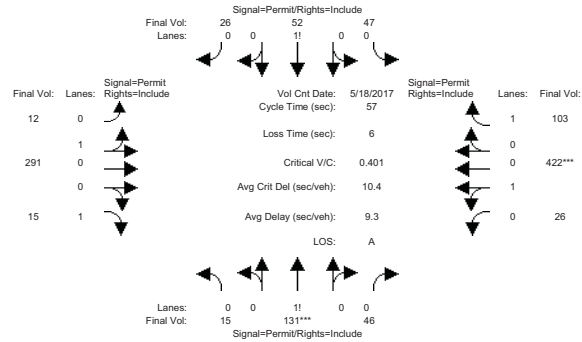 Signal=Permit/Rights=Include
Final Vol: 26 52 47
Lanes: 0 0 1! 0 0
Signal=Permit
Final Vol: Lanes: Rights=Include
Vol Cnt Date: 5/18/2017
Signal=Permit
Rights=Include Lanes: Final Vol:
Cycle Time (sec): 57
12 0
1 103
Loss Time (sec): 6
1
0
291 0
Critical V/C: 0.401
0 422***
0
Avg Crit Del (sec/veh): 10.4
1
15 1
Avg Delay (sec/veh): 9.3
0 26
LOS: A
Lanes: 0 0 1! 0 0
Final Vol: 15 131*** 46
Signal=Permit/Rights=Include